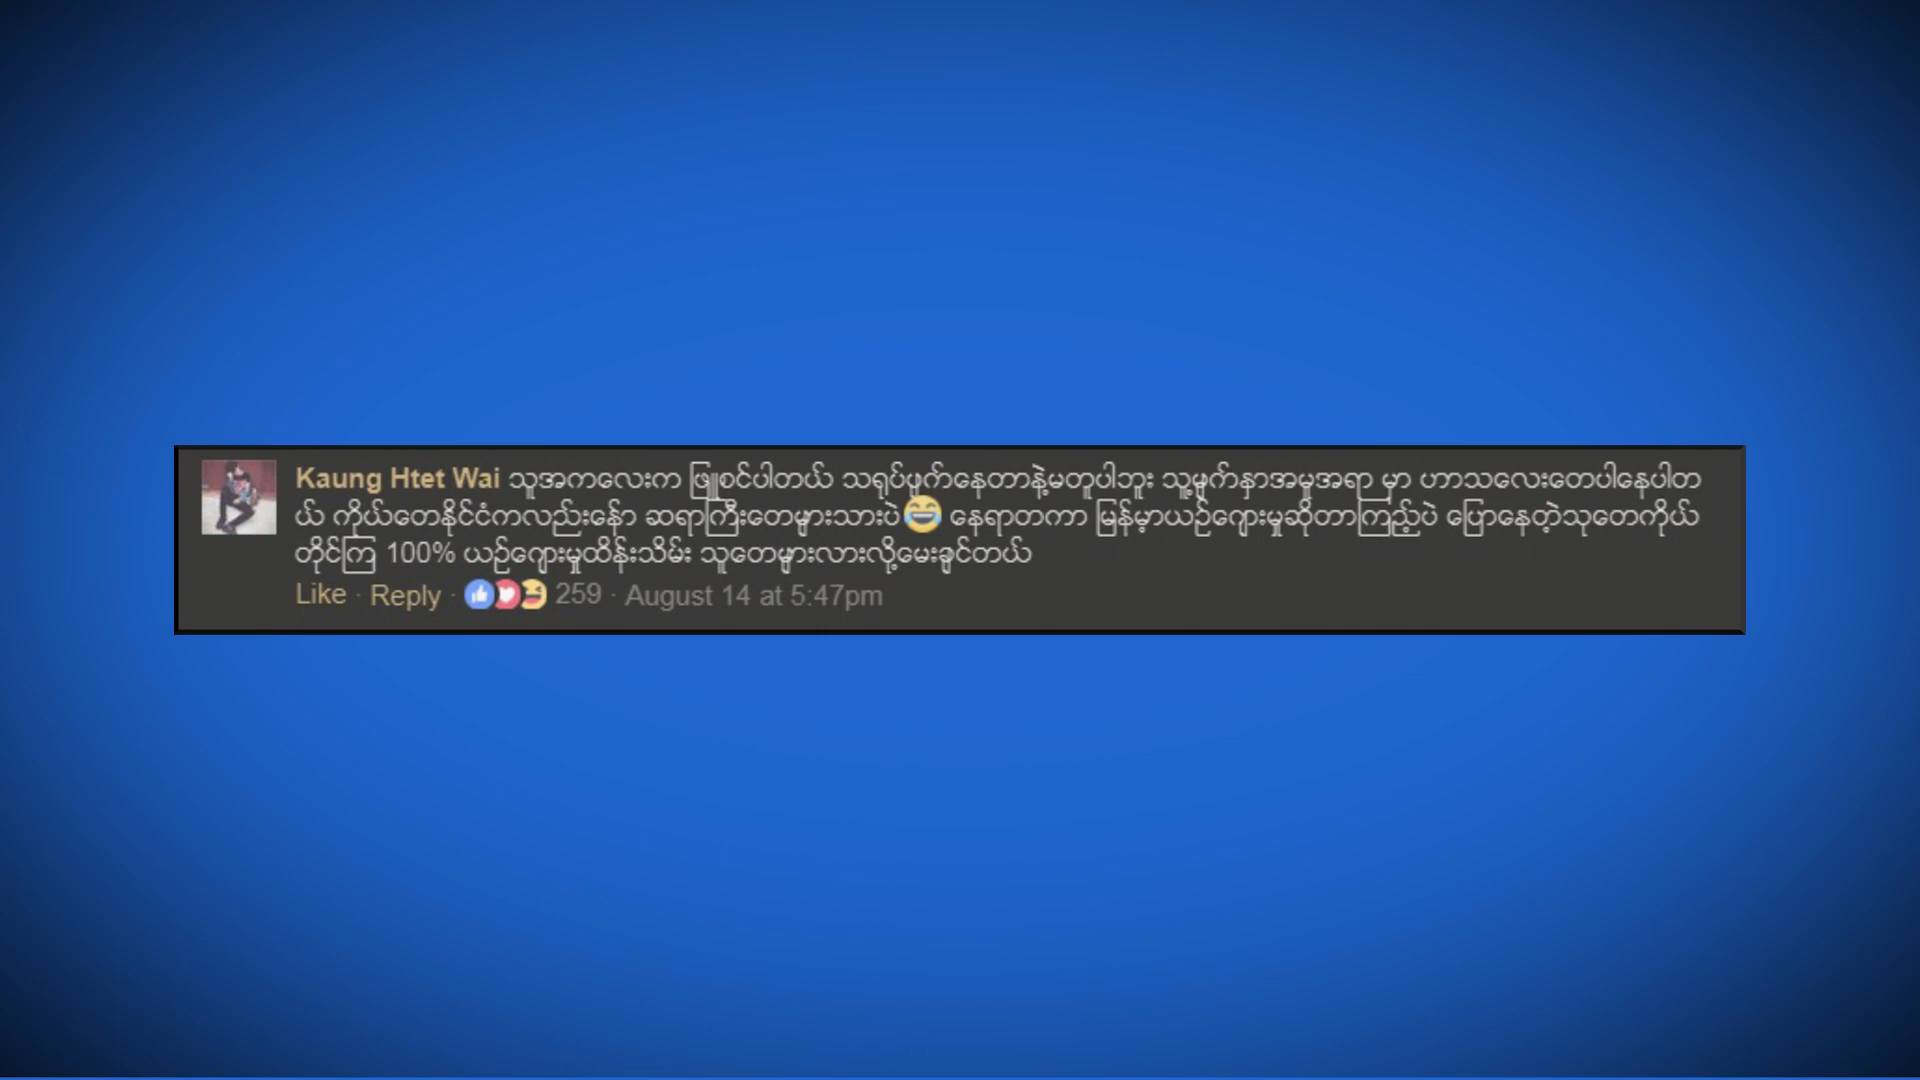 Kaung Htet Wai သူအကလေးက ဖြူစင်ပါတယ် သရုပ်ပျက်နေတာနဲ့မတူပါဘူး သူ့မျက်နှာအမူအရာ မှာ ဟာသလေးတေပါနေပါတ
ယ် ကိုယ်တေနိုင်ငံကလည်းနော် ဆရာကြီးတေများသားပဲ😂 နေရာတကာ မြန်မာ့ယဉ်ကျေးမှုဆိုတာကြည့်ပဲ ပြောနေတဲ့သုတေကိုယ်
တိုင်ကြ 100% ယဉ်ကျေးမှုထိန်းသိမ်း သူတေများလားလို့မေးချင်တယ်
Like · Reply · 259 · August 14 at 5:47pm